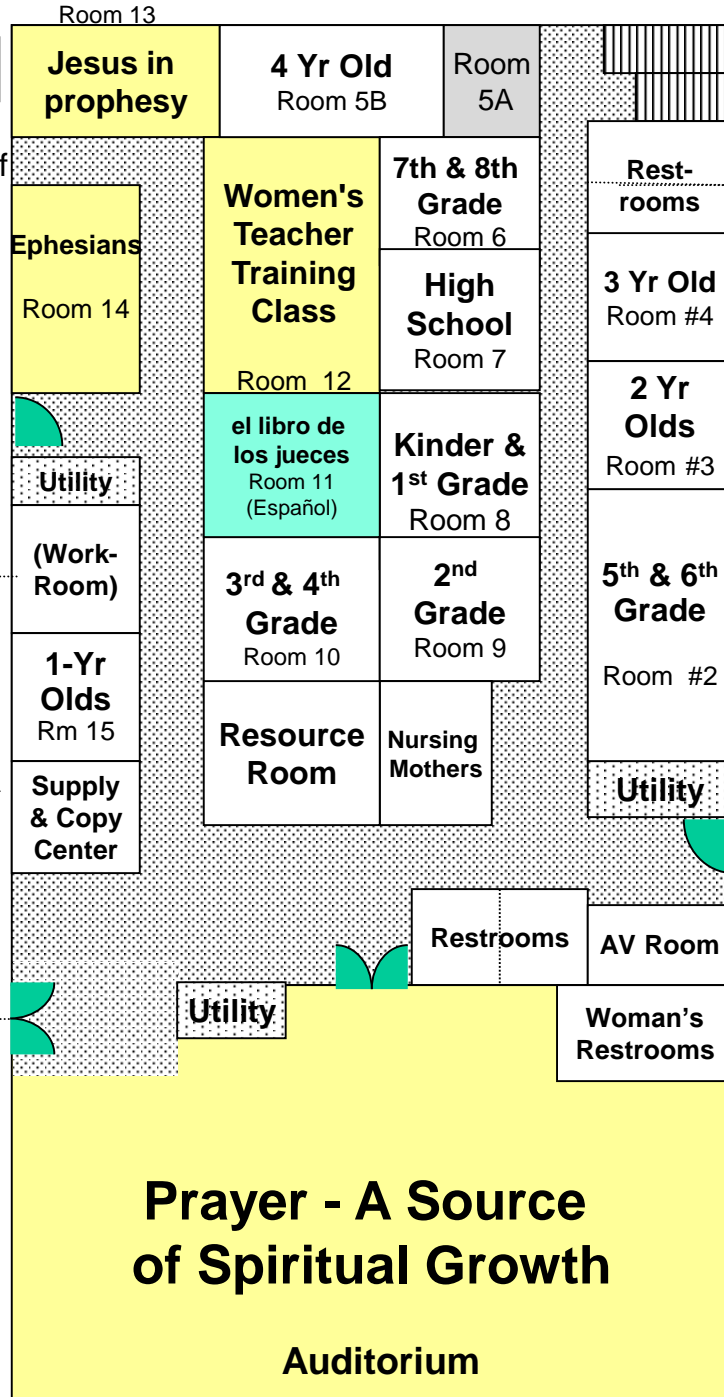 Room 13
Jesus in
prophesy
4 Yr Old
Room 5B
Room
5A
f
Ephesians
Room 14
Women's
Teacher
Training
Class
Room 12
7th & 8th
Grade
Room 6
High
School
Room 7
Rest-
rooms
3 Yr Old
Room #4
2 Yr
Olds
Room #3
el libro de
los jueces
Room 11
(Español)
Kinder &
1st Grade
Room 8
Utility
(Work-
Room)
3rd & 4th
Grade
Room 10
2nd
Grade
Room 9
5th & 6th
Grade
Room #2
1-Yr
Olds
Rm 15
Resource
Room
Nursing
Mothers
Supply
& Copy
Center
Utility
Restrooms
AV Room
Utility
Woman’s
Restrooms
Prayer - A Source
of Spiritual Growth
Auditorium